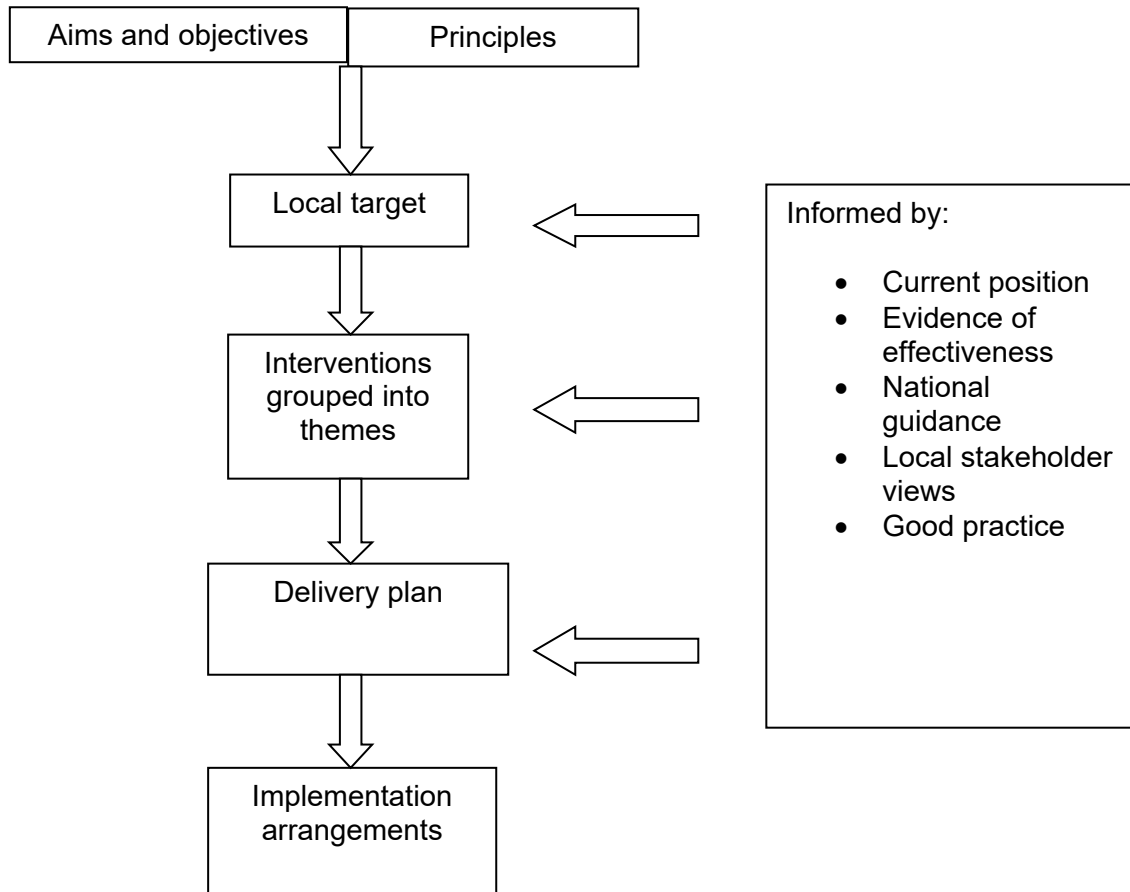 Aims and objectives
Principles
Local target
Interventions
grouped into
themes
Delivery plan
Implementation
arrangements
Informed by:
• Current position
• Evidence of
effectiveness
• National
guidance
• Local stakeholder
views
• Good practice